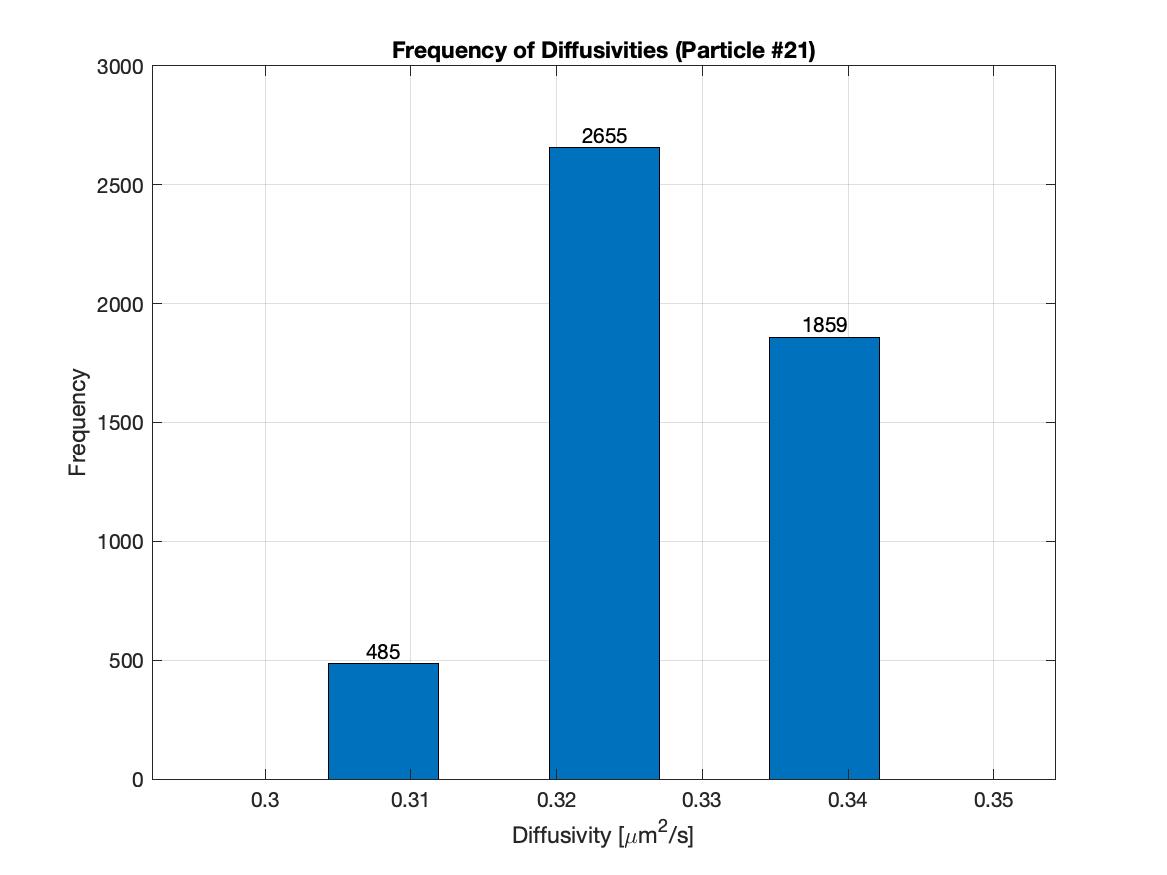 Frequency of Diffusivities (Particle #21)
3000
2500
2000
1500
1000
500
0
Frequency
485
2655
1859
0.3 0.31 0.32 0.33 0.34 0.35
Diffusivity [μm²/s]